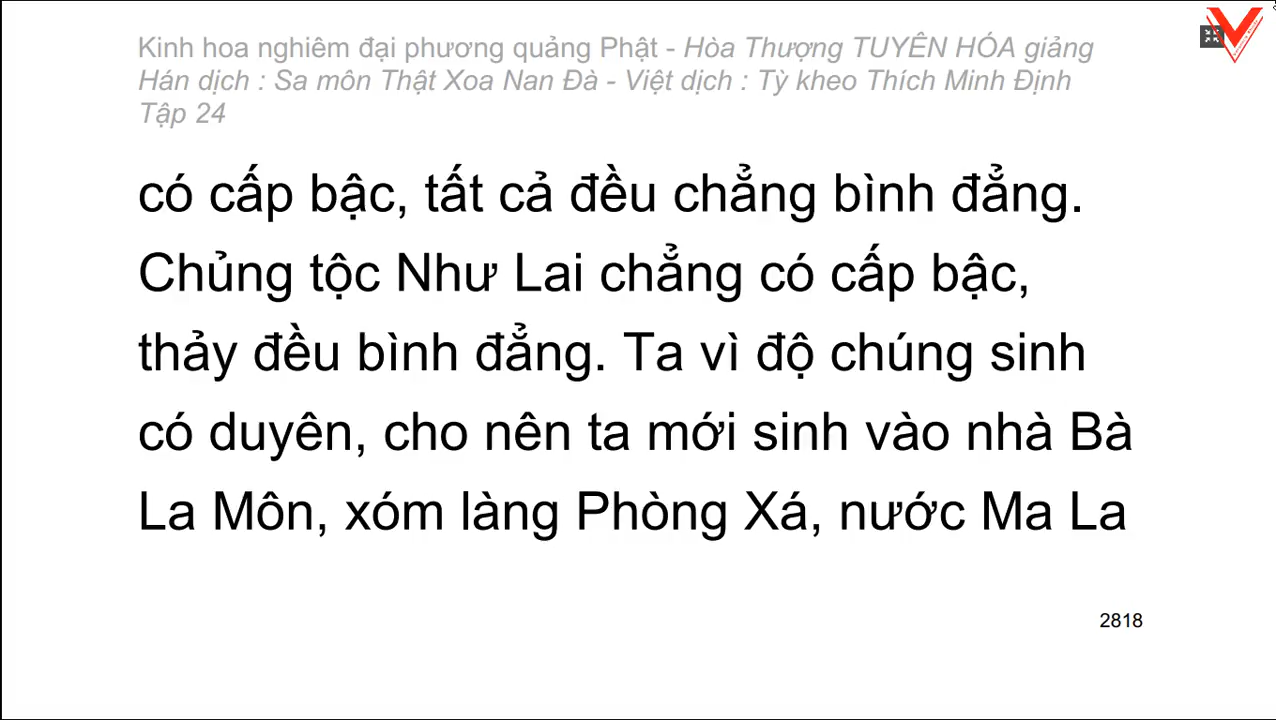 Kinh hoa nghiêm đại phương quảng Phật - Hòa Thượng TUYÊN HÓA giảng
Hán dịch : Sa môn Thật Xoa Nan Đà - Việt dịch : Tỳ kheo Thích Minh Định
Tập 24
có cấp bậc, tất cả đều chẳng bình đẳng.
Chủng tộc Như Lai chẳng có cấp bậc,
thảy đều bình đẳng. Ta vì độ chúng sinh
có duyên, cho nên ta mới sinh vào nhà Bà
La Môn, xóm làng Phòng Xá, nước Ma La
2818